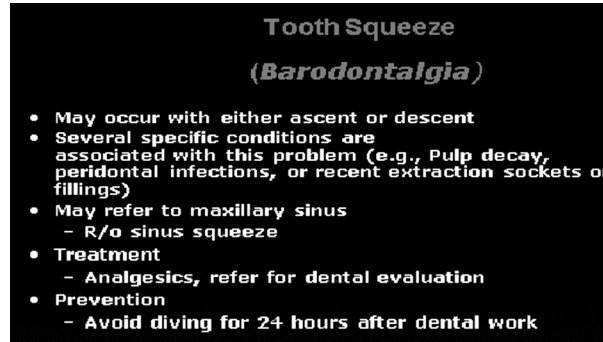 Tooth Squeeze
(Barodontalgia)
• May occur with either ascent or descent
• Several specific conditions are
associated with this problem (e.g., Pulp decay,
peridontal infections, or recent extraction sockets o
fillings)
• May refer to maxillary sinus
– R/o sinus squeeze
• Treatment
– Analgesics, refer for dental evaluation
• Prevention
– Avoid diving for 24 hours after dental work